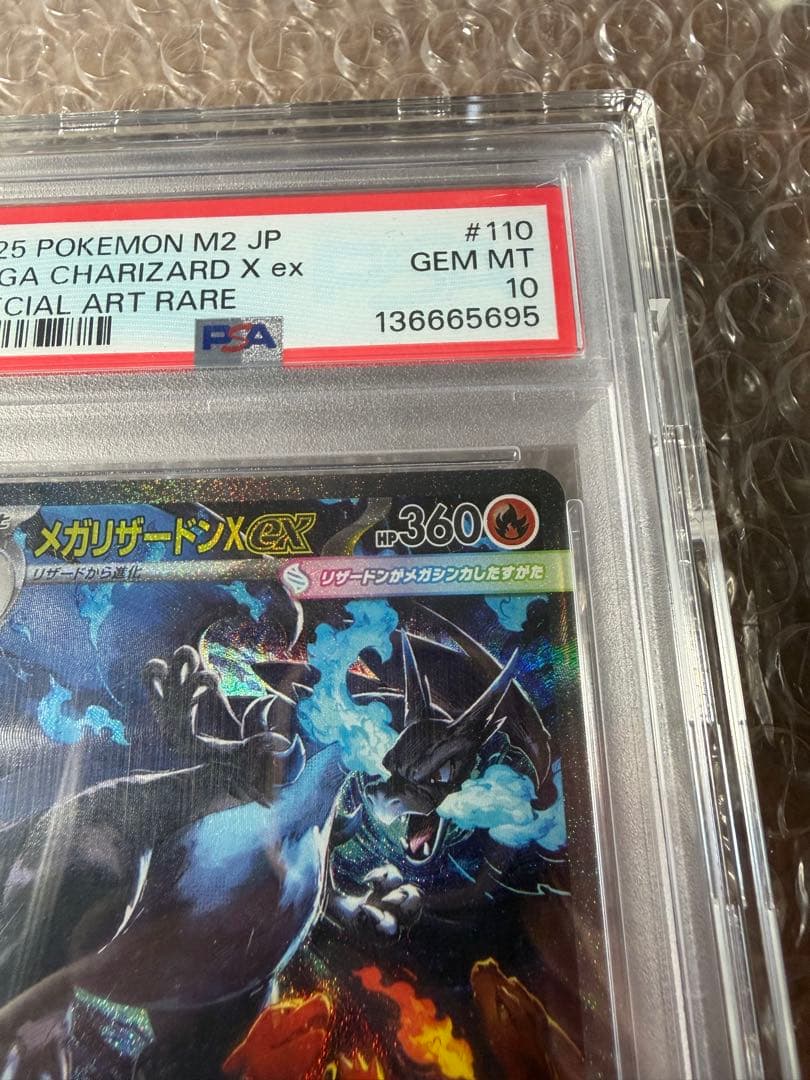 25 POKEMON M2 JP
#110
GA CHARIZARD X ex
GEM MT
CIAL ART RARE
10
PSA
136665695
メガリザードンXex
HP360
リザードから進化
リザードンがメガシンカしたすがた